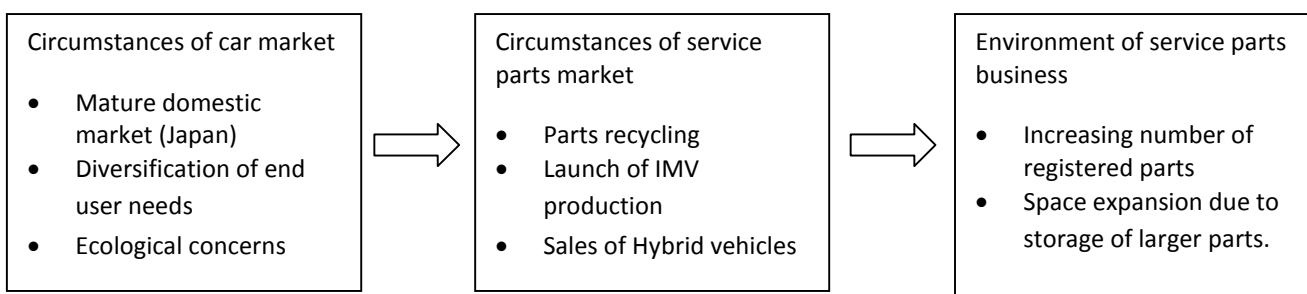 Circumstances of car market
• Mature domestic
market (Japan)
• Diversification of end
user needs
• Ecological concerns
Circumstances of service
parts market
• Parts recycling
• Launch of IMV
production
• Sales of Hybrid vehicles
Environment of service parts
business
• Increasing number of
registered parts
• Space expansion due to
storage of larger parts.